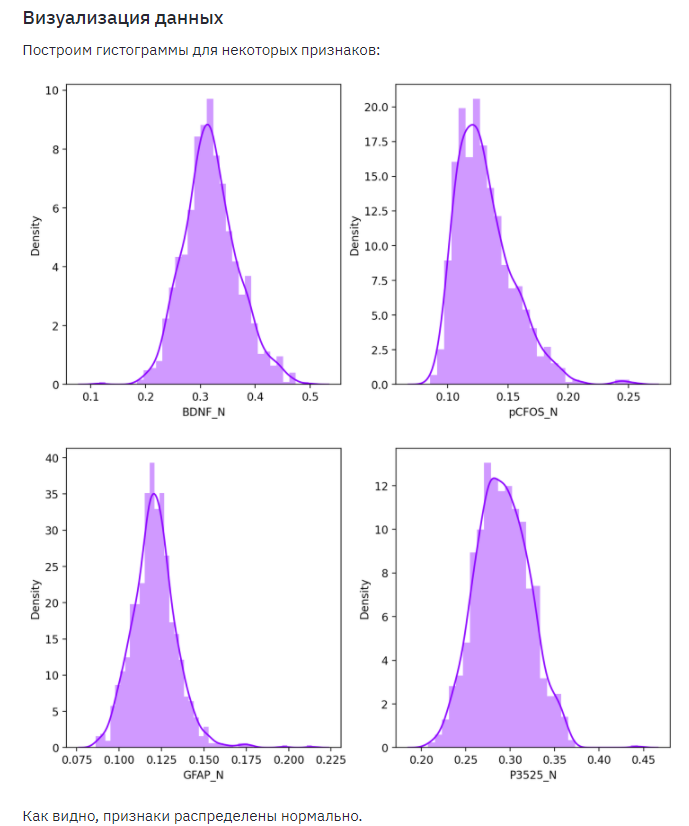 Визуализация данных
Построим гистограммы для некоторых признаков:
10
8
6
4
2
0
Density
0.1 0.2 0.3 0.4 0.5
BDNF_N
20.0
17.5
15.0
12.5
10.0
7.5
5.0
2.5
0.0
Density
0.10 0.15 0.20 0.25
pCFOS_N
40
35
30
25
20
15
10
5
0
Density
0.075 0.100 0.125 0.150 0.175 0.200 0.225
GFAP_N
12
10
8
6
4
2
0
Density
0.20 0.25 0.30 0.35 0.40 0.45
P3525_N
Как видно, признаки распределены нормально.